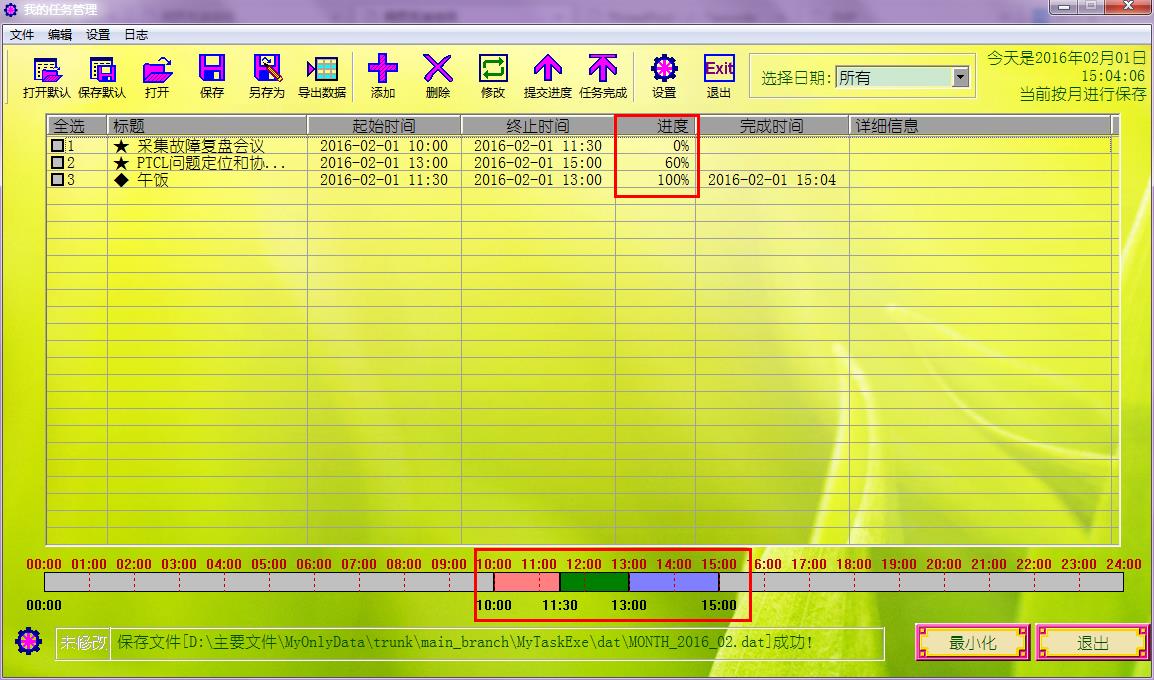 我的任务管理
文件 编辑 设置 日志
打开默认 保存默认 打开 保存 另存为 导出数据 添加 删除 修改 提交进度 任务完成 设置 Exit 退出
选择日期: 所有
今天是2016年02月01日
15:04:06
当前按月进行保存
全选 标题 起始时间 终止时间 进度 完成时间 详细信息
1 ★ 采集故障复盘会议 2016-02-01 10:00 2016-02-01 11:30 0%
2 ★ PTCL问题定位和协... 2016-02-01 13:00 2016-02-01 15:00 60%
3 ◆ 午饭 2016-02-01 11:30 2016-02-01 13:00 100% 2016-02-01 15:04
00:00 01:00 02:00 03:00 04:00 05:00 06:00 07:00 08:00 09:00 10:00 11:00 12:00 13:00 14:00 15:00 16:00 17:00 18:00 19:00 20:00 21:00 22:00 23:00 24:00
00:00 10:00 11:30 13:00 15:00
未修改 保存文件[D:\主要文件\MyOnlyData\trunk\main_branch\MyTaskExe\dat\MONTH_2016_02.dat]成功!
最小化 退出